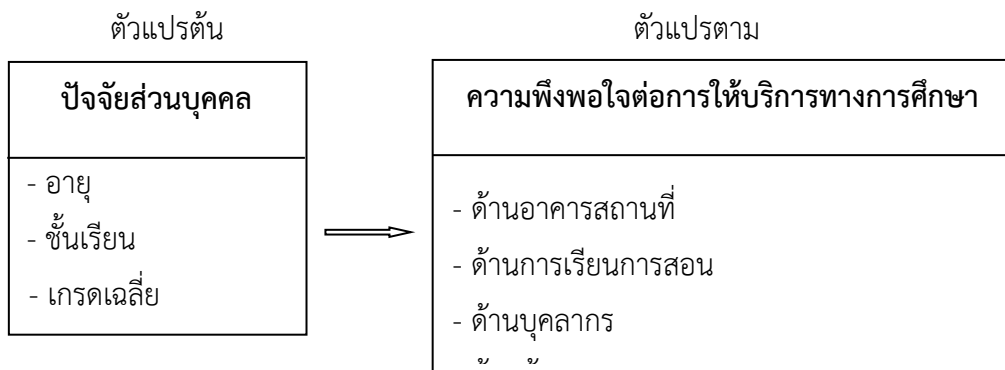 ตัวแปรต้น
ตัวแปรตาม
ปัจจัยส่วนบุคคล
- อายุ
- ชั้นเรียน
- เกรดเฉลี่ย
ความพึงพอใจต่อการให้บริการทางการศึกษา
- ด้านอาคารสถานที่
- ด้านการเรียนการสอน
- ด้านบุคลากร